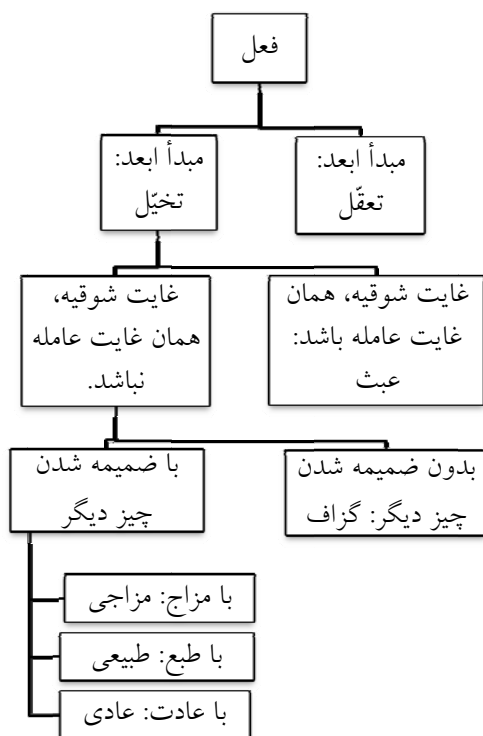 فعل
مبدأ ابعد:
تعقّل
مبدأ ابعد:
تخیّل
غایت شوقیه، همان
غایت عامله باشد:
عبث
غایت شوقیه،
همان غایت عامله
نباشد.
بدون ضمیمه شدن
چیز دیگر: گزاف
با ضمیمه شدن
چیز دیگر
با مزاج: مزاجی
با طبع: طبیعی
با عادت: عادی